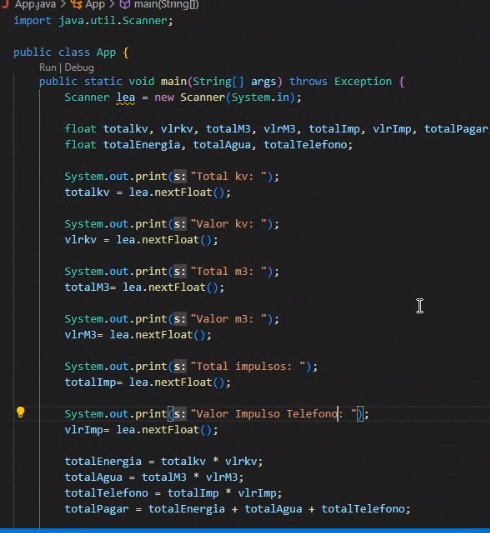 App.java > App > main(String[])
import java.util.Scanner;
public class App {
Run | Debug
public static void main(String[] args) throws Exception {
Scanner lea = new Scanner(System.in);
float totalkv, vlrkv, totalM3, vlrM3, totalImp, vlrImp, totalPagar
float totalEnergia, totalAgua, totalTelefono;
System.out.print(s: "Total kv: ");
totalkv = lea.nextFloat();
System.out.print(s: "Valor kv: ");
vlrkv = lea.nextFloat();
System.out.print(s: "Total m3: ");
totalM3= lea.nextFloat();
System.out.print(s: "Valor m3: ");
vlrM3= lea.nextFloat();
System.out.print(s: "Total impulsos: ");
totalImp= lea.nextFloat();
System.out.print(s: "Valor Impulso Telefono: ");
vlrImp= lea.nextFloat();
totalEnergia = totalkv * vlrkv;
totalAgua = totalM3 * vlrM3;
totalTelefono = totalImp * vlrImp;
totalPagar = totalEnergia + totalAgua + totalTelefono;